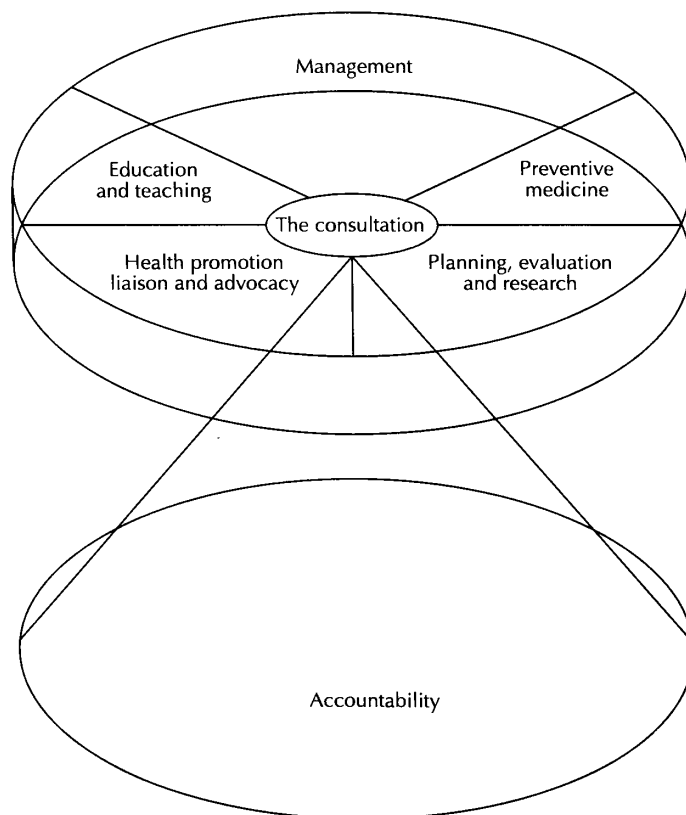 Management
Education
and teaching
Preventive
medicine
The consultation
Health promotion
liaison and advocacy
Planning, evaluation
and research
Accountability